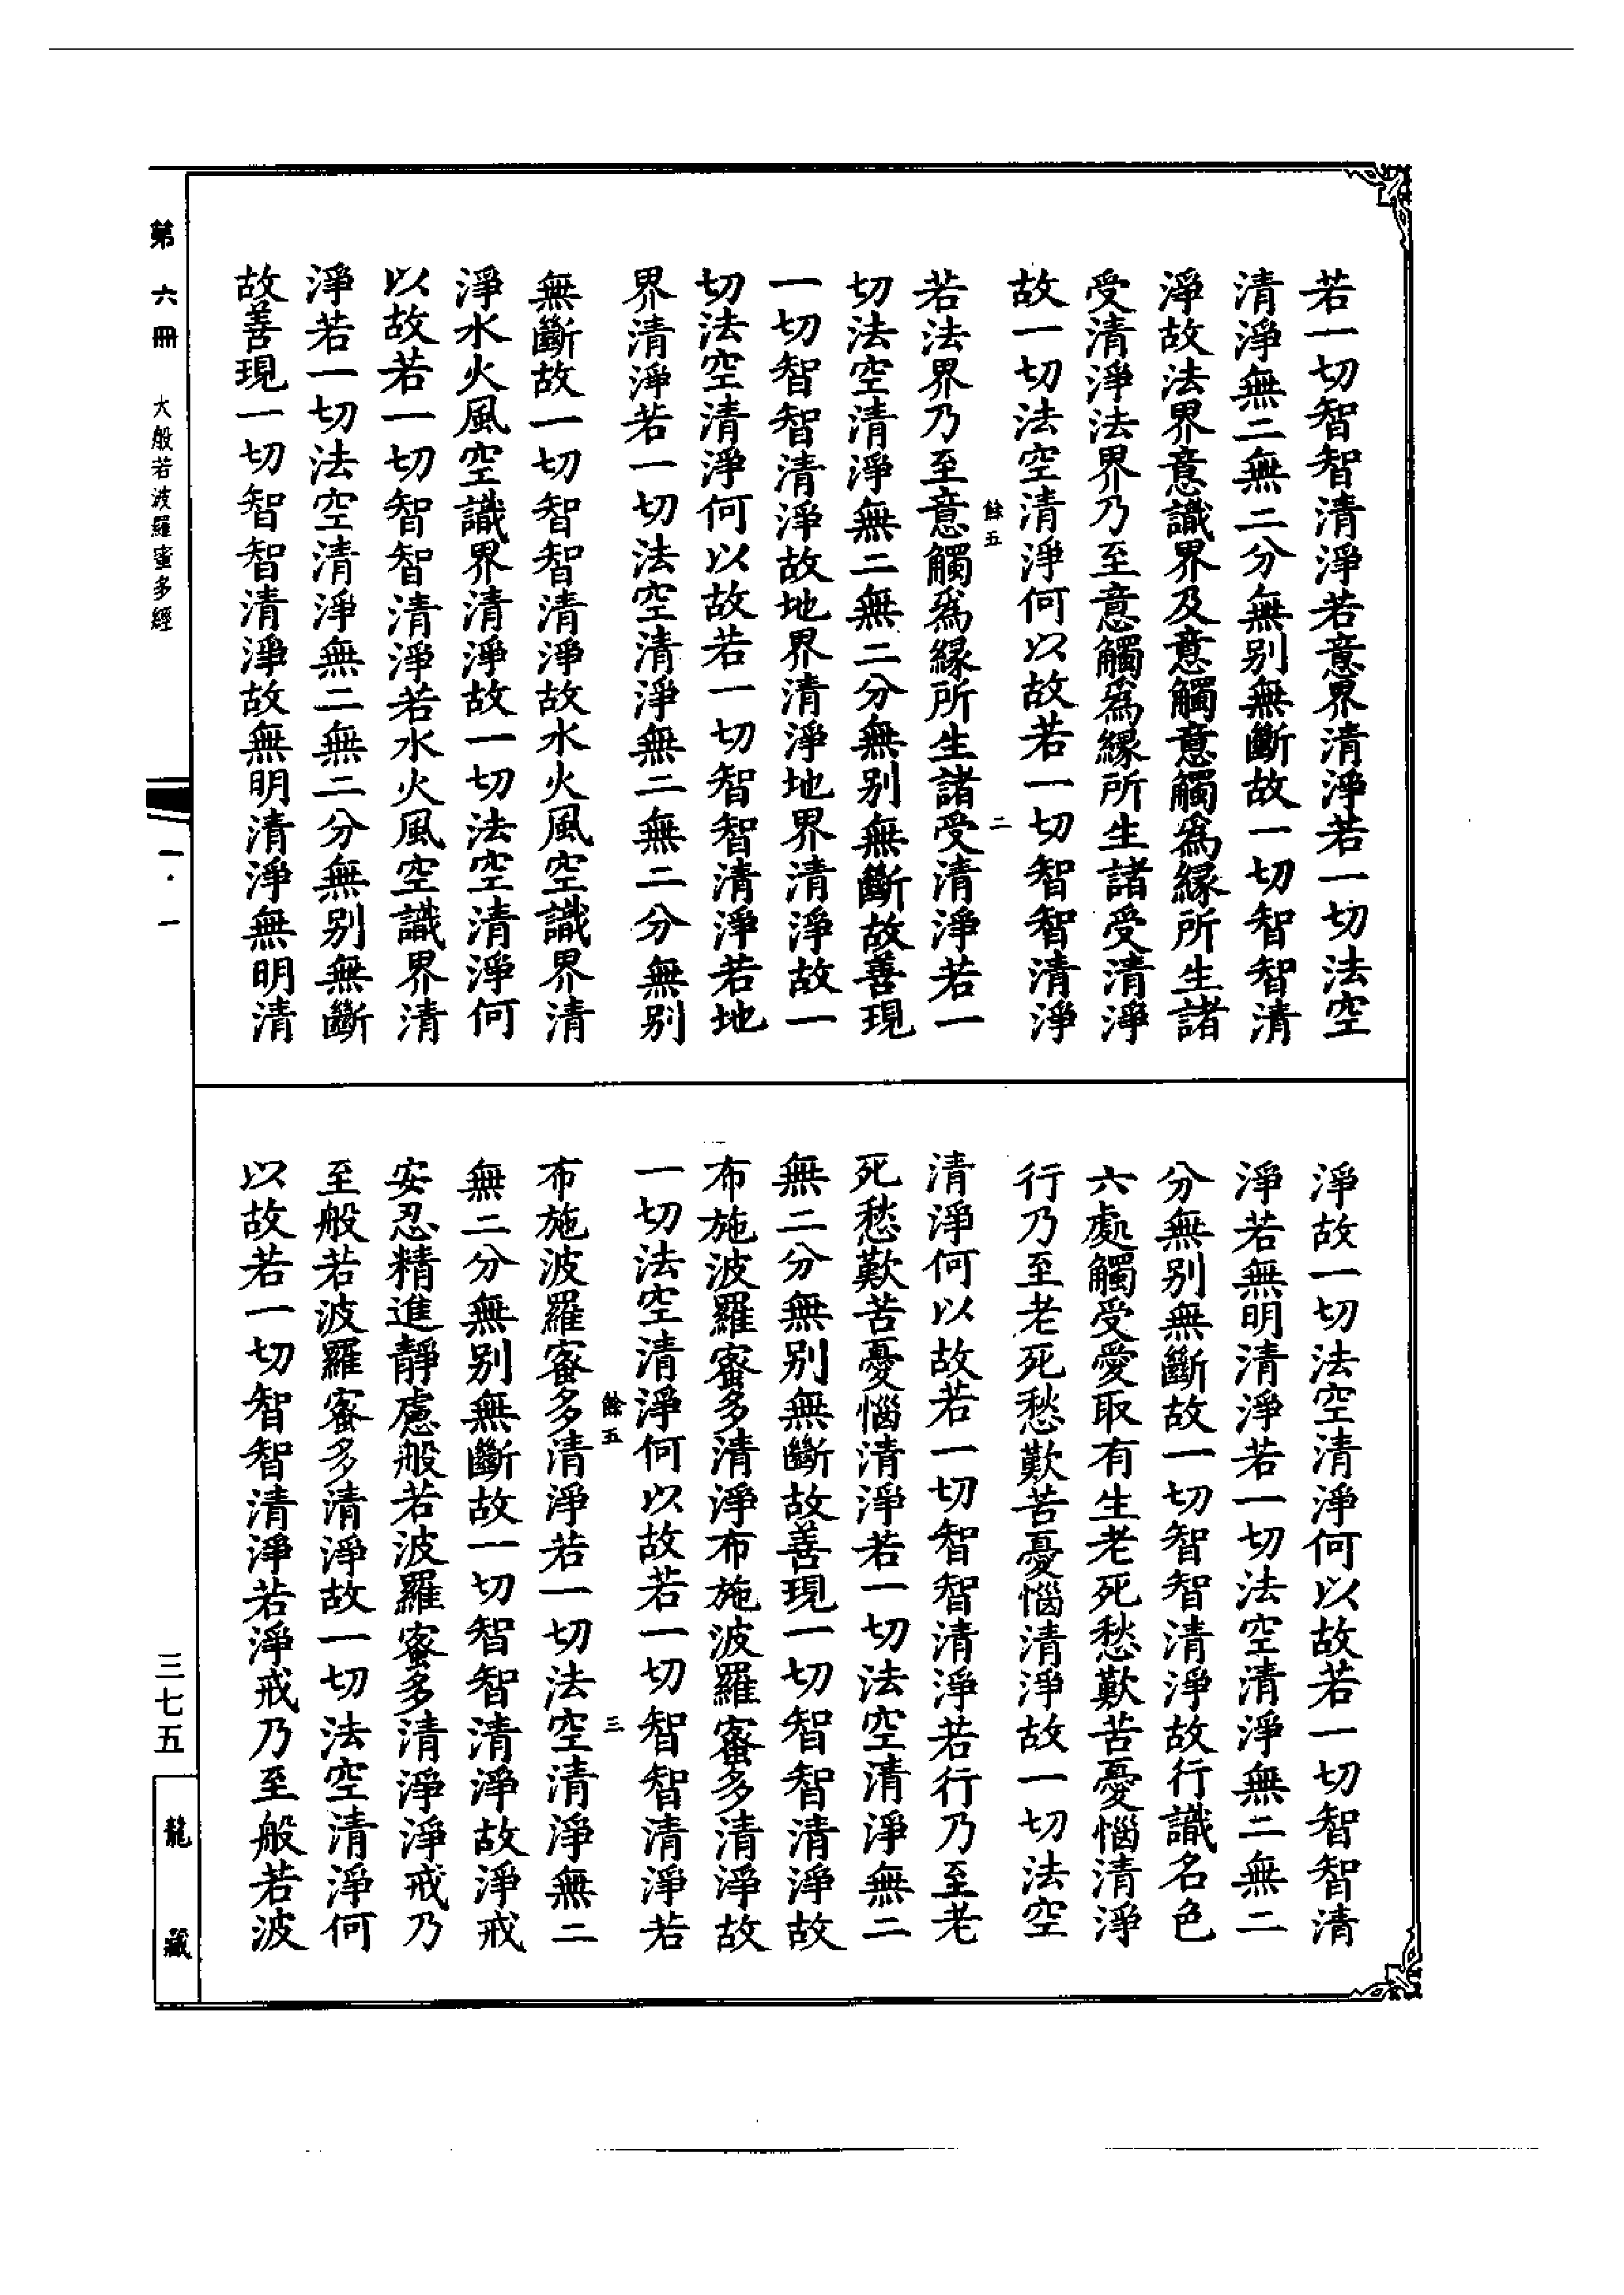 若一切智智清淨若意界清淨若一切法空
清淨無二無二分無別無斷故一切智智清
淨故法界意識界及意觸意觸為緣所生諸
受清淨法界乃至意觸為緣所生諸受清淨
故一切法空清淨何以故若一切智智清淨
餘五 二
若法界乃至意觸為緣所生諸受清淨若一
切法空清淨無二無二分無別無斷故善現
一切智智清淨故地界清淨地界清淨故一
切法空清淨何以故若一切智智清淨若地
界清淨若一切法空清淨無二無二分無別
無斷故一切智智清淨故水火風空識界清
淨水火風空識界清淨故一切法空清淨何
以故若一切智智清淨若水火風空識界清
淨若一切法空清淨無二無二分無別無斷
故善現一切智智清淨故無明清淨無明清
淨故一切法空清淨何以故若一切智智清
淨若無明清淨若一切法空清淨無二無二
分無別無斷故一切智智清淨故行識名色
六處觸受愛取有生老死愁歎苦憂惱清淨
行乃至老死愁歎苦憂惱清淨故一切法空
清淨何以故若一切智智清淨若行乃至老
死愁歎苦憂惱清淨若一切法空清淨無二
無二分無別無斷故善現一切智智清淨故
布施波羅蜜多清淨布施波羅蜜多清淨故
一切法空清淨何以故若一切智智清淨若
餘五 三
布施波羅蜜多清淨若一切法空清淨無二
無二分無別無斷故一切智智清淨故淨戒
安忍精進靜慮般若波羅蜜多清淨淨戒乃
至般若波羅蜜多清淨故一切法空清淨何
以故若一切智智清淨若淨戒乃至般若波
第六冊 大般若波羅蜜多經 一·一 三七五
龍藏